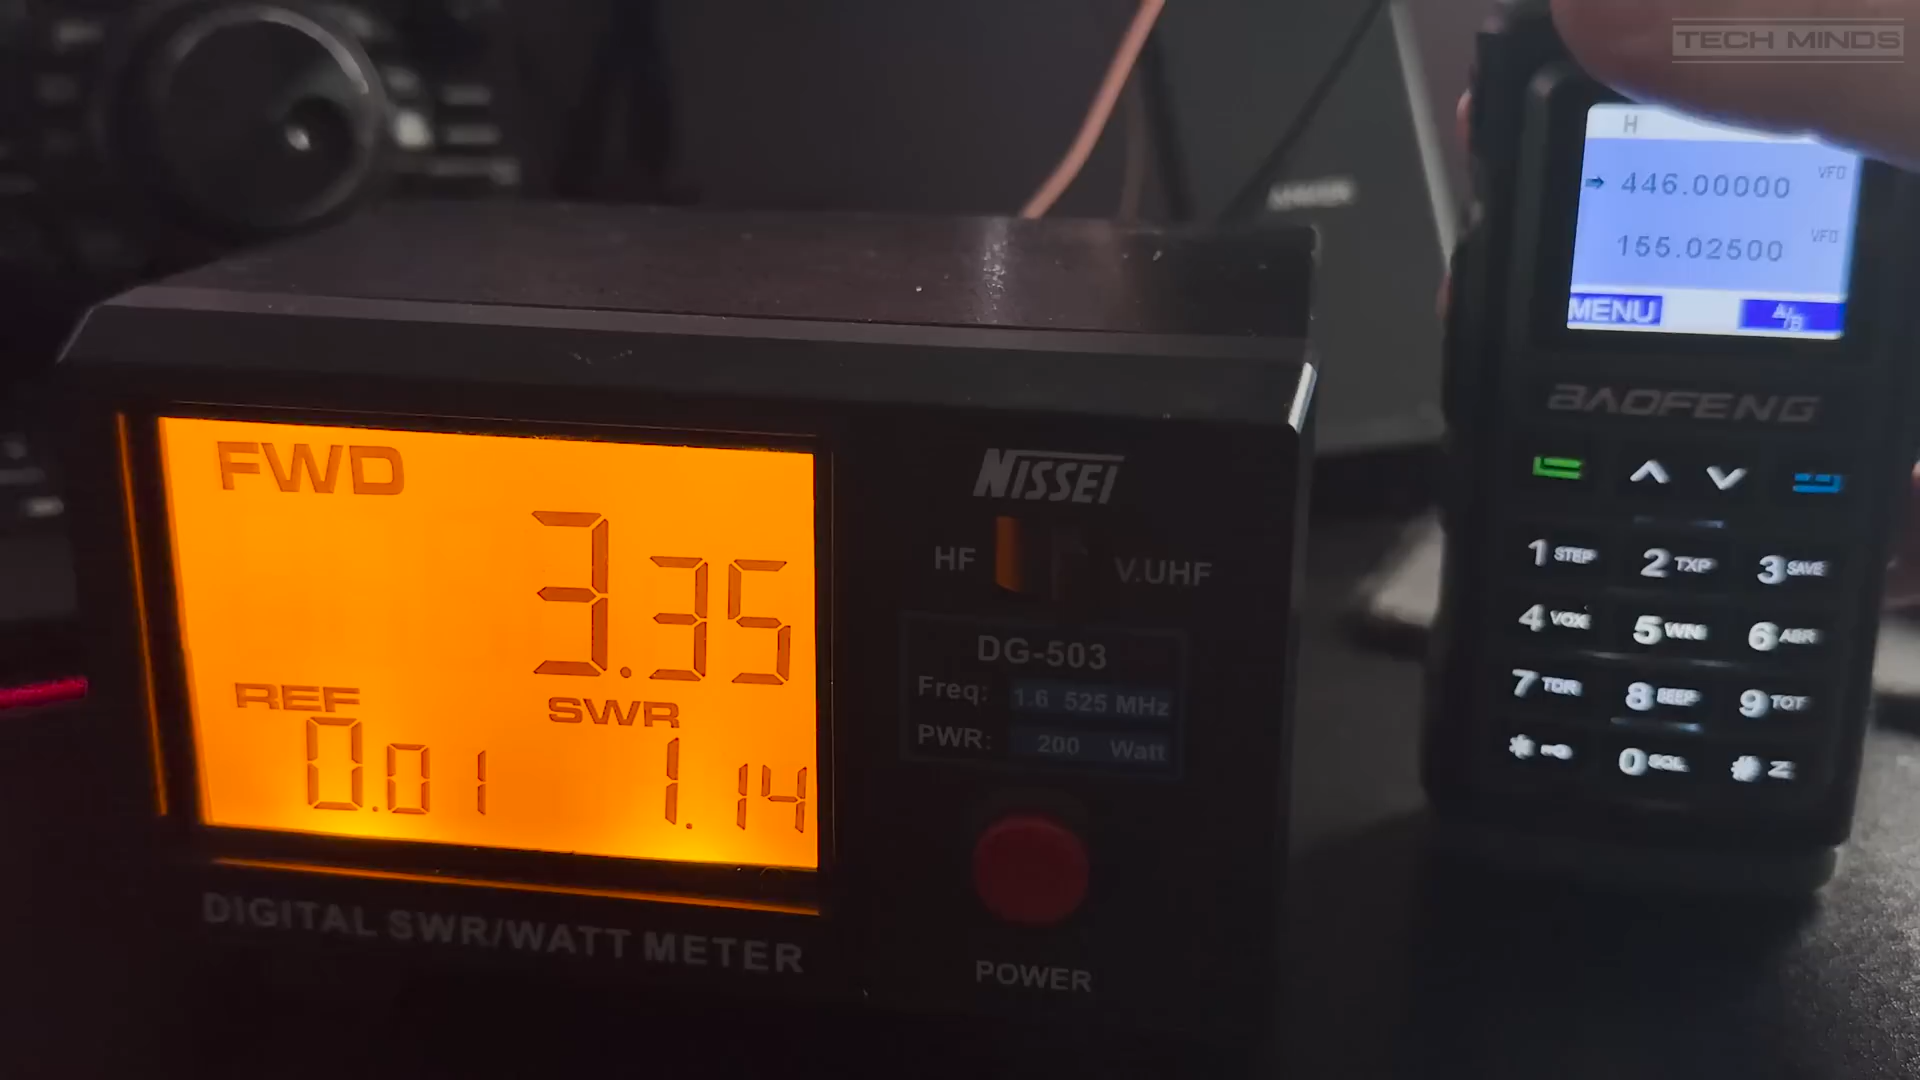 TECH MINDS
H
446.00000 VFO
155.02500 VFO
MENU A/B
BAOFENG
1 STEP 2 TXP 3 SAVE
4 VOX 5 WN 6 ABR
7 TDR 8 BEEP 9 TOT
* 0 SQL #
FWD
3.35
REF SWR
0.01 1.14
DIGITAL SWR/WATT METER
NISSEI
HF V.UHF
DG-503
Freq: 1.6 525 MHz
PWR: 200 Watt
POWER